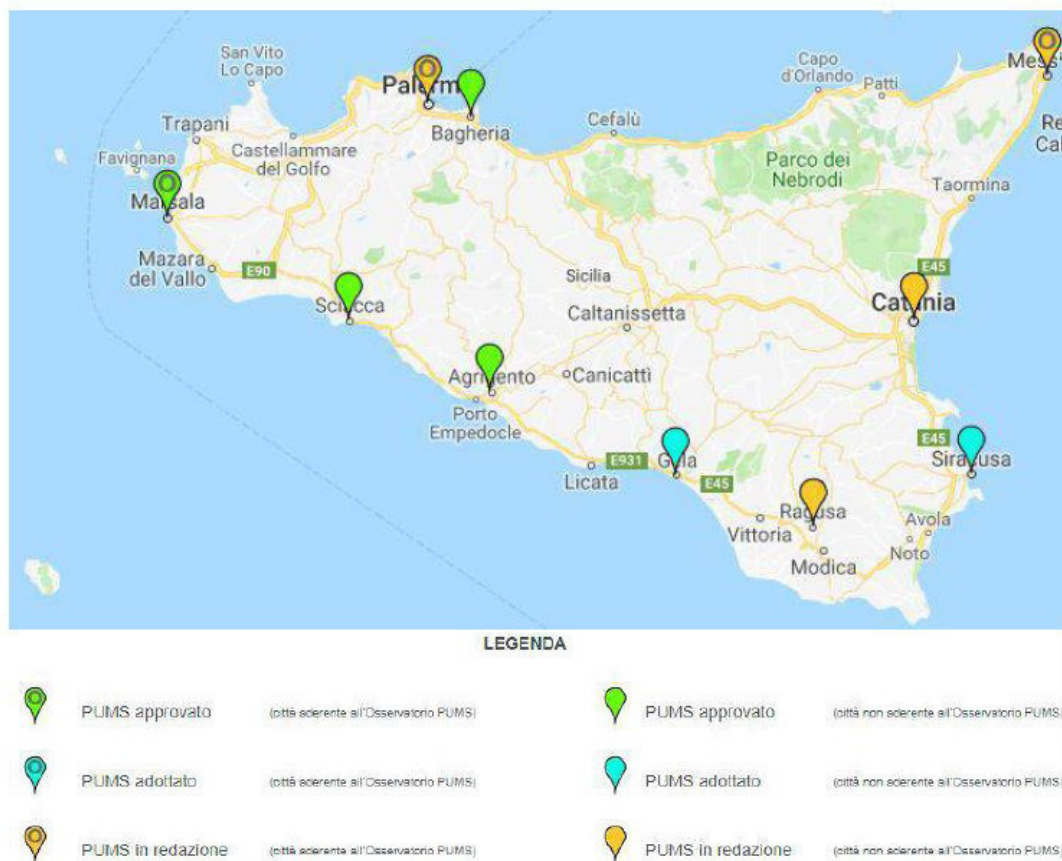 San Vito
Lo Capo
Capo
d'Orlando
Patti
Palerm
Bagheria
Cefalù
Trapani
Favignana
Castellammare
del Golfo
Parco dei
Nebrodi
Taormina
Marsala
Mazara
del Vallo
E90
E45
Sicilia
Sciacca
Catania
Caltanissetta
Agrigento
Canicattì
Porto
Empedocle
E931
Licata
Gela
E45
E45
Siracusa
Ragusa
Vittoria
Avola
Noto
Modica
LEGENDA
PUMS approvato (città aderente all'Osservatorio PUMS) PUMS approvato (città non aderente all'Osservatorio PUMS)
PUMS adottato (città aderente all'Osservatorio PUMS) PUMS adottato (città non aderente all'Osservatorio PUMS)
PUMS in redazione (città aderente all'Osservatorio PUMS) PUMS in redazione (città non aderente all'Osservatorio PUMS)